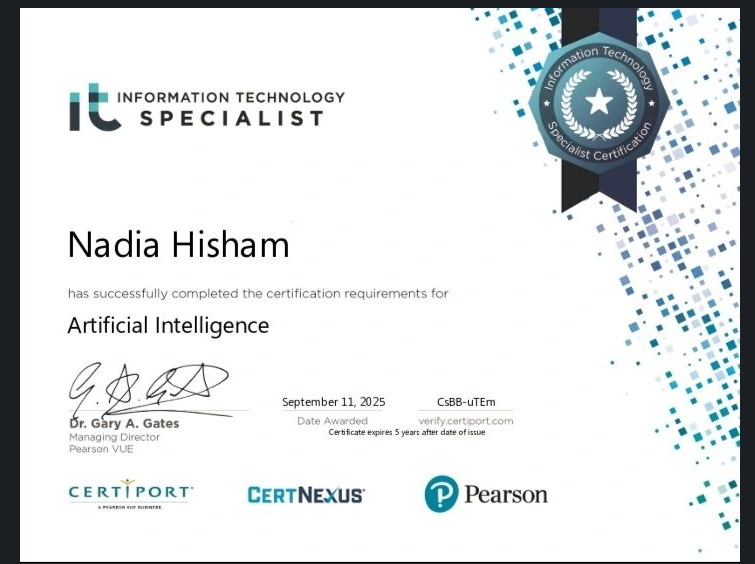 it INFORMATION TECHNOLOGY
SPECIALIST
Information Technology
Specialist Certification
Nadia Hisham
has successfully completed the certification requirements for
Artificial Intelligence
September 11, 2025
CsBB-uTEm
Dr. Gary A. Gates
Date Awarded
verify.certiport.com
Managing Director
Certificate expires 5 years after date of issue
Pearson VUE
CERTIPORT
A PEARSON VUE BUSINESS
CERTNEXUS
P Pearson